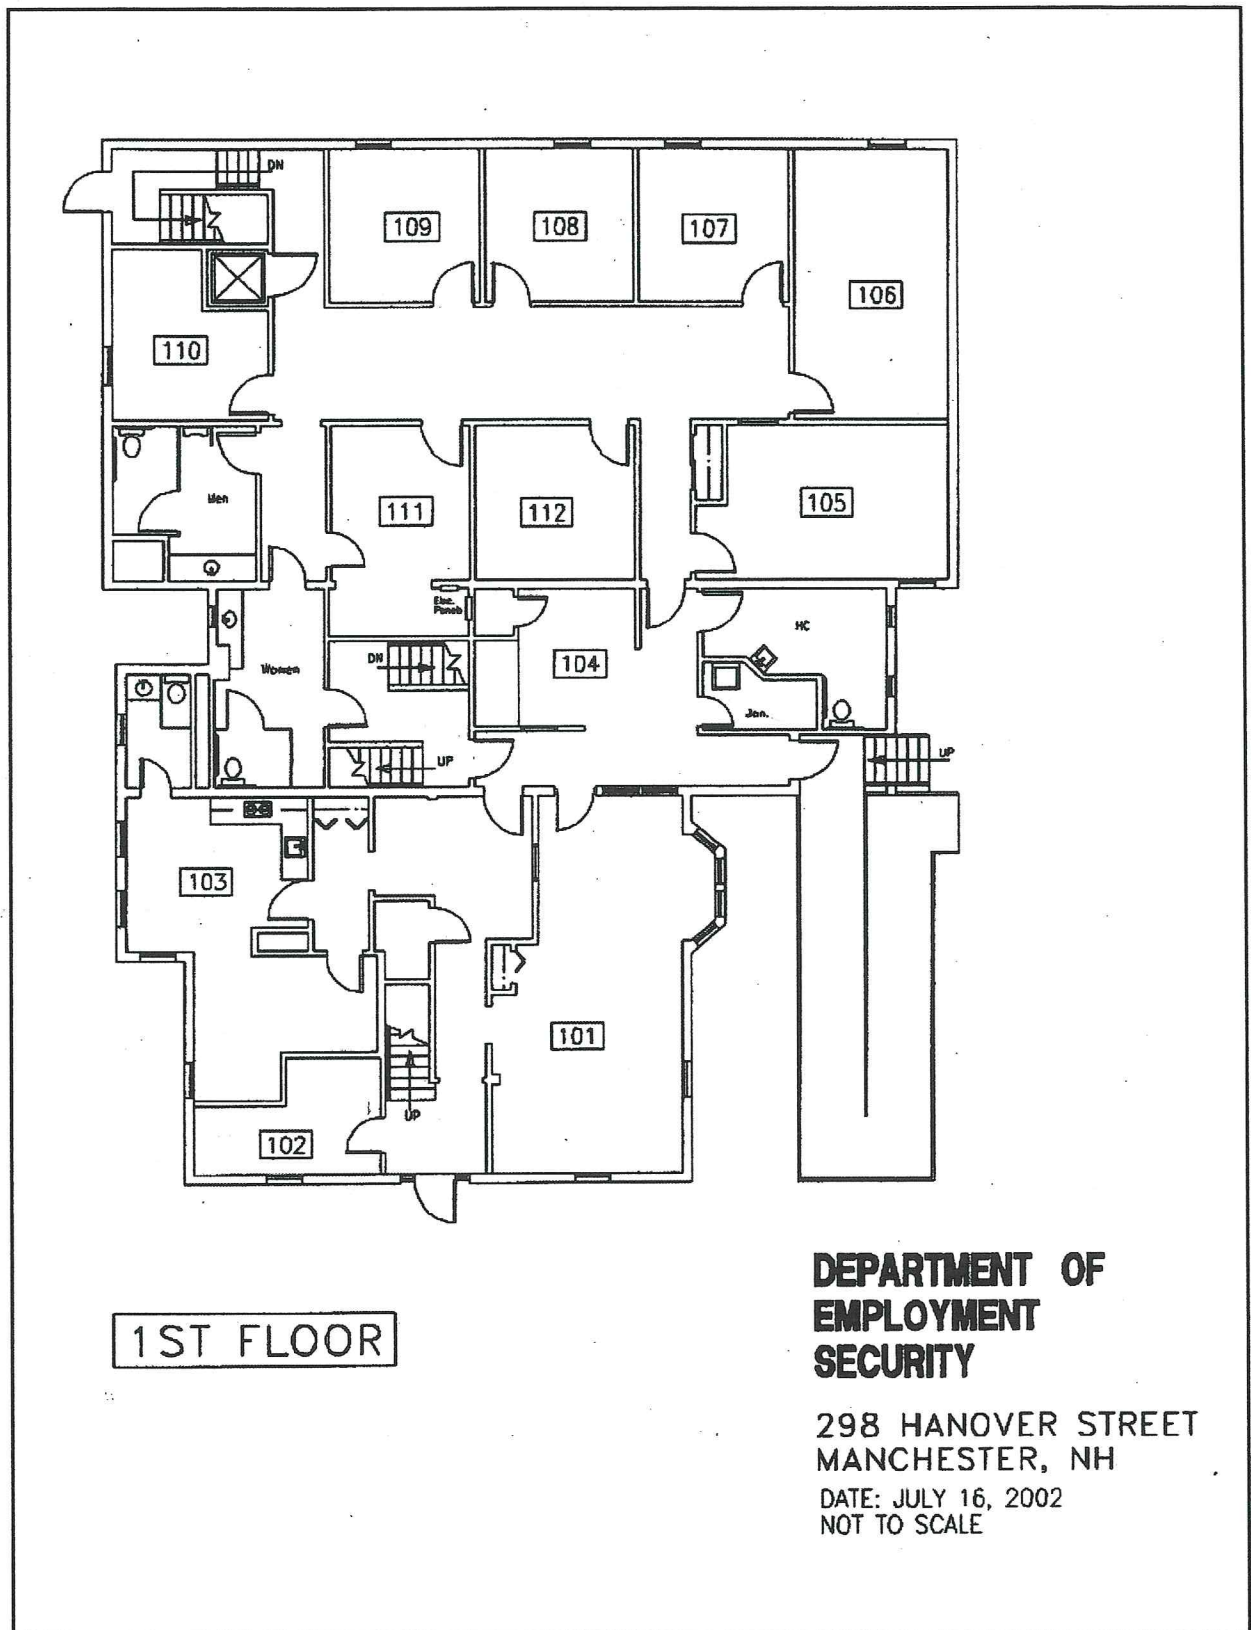 DN
109
108
107
106
110
Men
111
112
105
Elec.
Panels
HC
104
DN
Women
Jan.
UP
UP
103
101
UP
102
1ST FLOOR
DEPARTMENT OF
EMPLOYMENT
SECURITY
298 HANOVER STREET
MANCHESTER, NH
DATE: JULY 16, 2002
NOT TO SCALE